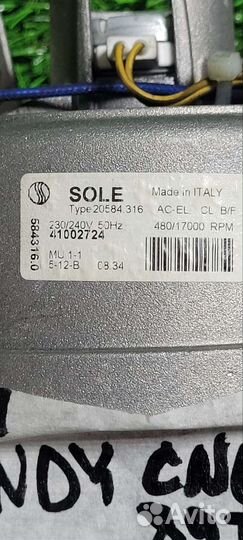 SOLE
Made in ITALY
Type 20584.316 AC-EL CL B/F
230/240V 50Hz 480/17000 RPM
41002724
MU 1-1
5-12-B 08.34
584316.0
NDY
Avito